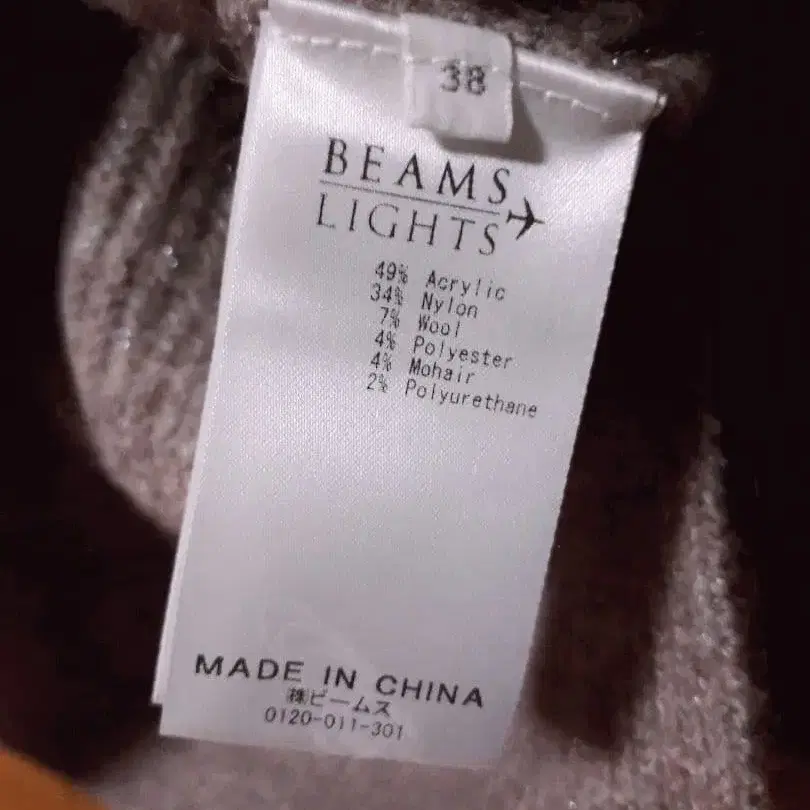 38
BEAMS
LIGHTS
49% Acrylic
34% Nylon
7% Wool
4% Polyester
4% Mohair
2% Polyurethane
MADE IN CHINA
㈱ビームス
0120-011-301